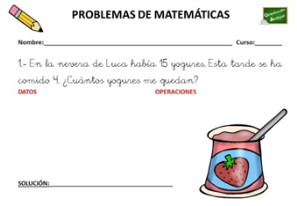 PROBLEMAS DE MATEMÁTICAS
Nombre: Curso:
1.- En la nevera de Luca había 15 yogures. Esta tarde se ha
comido 4. ¿Cuántos yogures me quedan?
DATOS OPERACIONES
SOLUCIÓN: